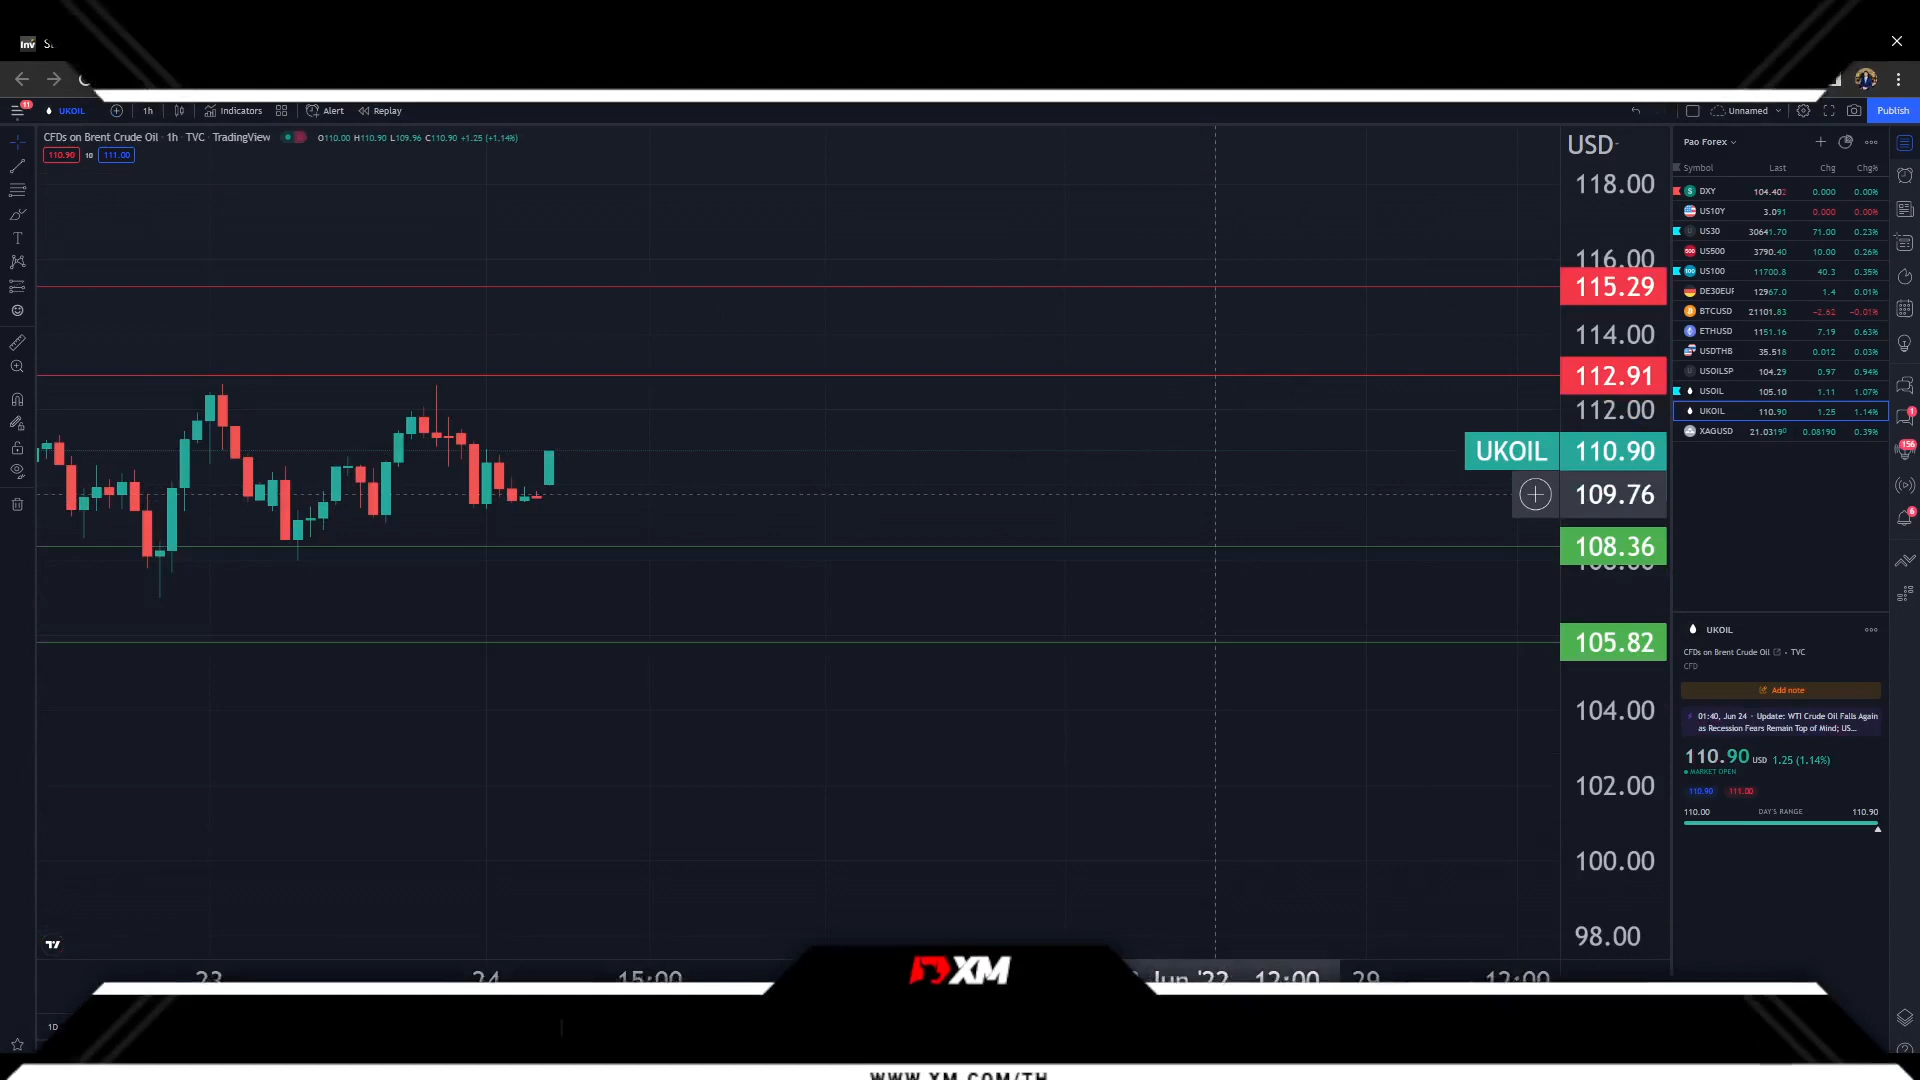 Inv
UKOIL 1h Indicators Alert Replay Unnamed Publish
11
CFDs on Brent Crude Oil · 1h · TVC · TradingView O110.00 H110.90 L109.96 C110.90 +1.25 (+1.14%)
110.90 10 111.00
USD
118.00
116.00
115.29
114.00
112.91
112.00
UKOIL 110.90
109.76
108.36
108.00
105.82
104.00
102.00
100.00
98.00
23 24 15:00 Jun '22 12:00 29 12:00
Pao Forex
Symbol Last Chg Chg%
DXY 104.402 0.000 0.00%
US10Y 3.091 0.000 0.00%
US30 30641.70 71.00 0.23%
US500 3790.40 10.00 0.26%
US100 11700.8 40.3 0.35%
DE30EUR 12967.0 1.4 0.01%
BTCUSD 21101.83 −2.62 −0.01%
ETHUSD 1151.16 7.19 0.63%
USDTHB 35.518 0.012 0.03%
USOILSP 104.29 0.97 0.94%
USOIL 105.10 1.11 1.07%
UKOIL 110.90 1.25 1.14%
XAGUSD 21.03190 0.08190 0.39%
1
156
6
UKOIL
CFDs on Brent Crude Oil · TVC
CFD
Add note
01:40, Jun 24 · Update: WTI Crude Oil Falls Again
as Recession Fears Remain Top of Mind; US...
110.90 USD 1.25 (1.14%)
MARKET OPEN
110.90 111.00
110.00 DAY'S RANGE 110.90
XM
1D
WWW.XM.COM/TH